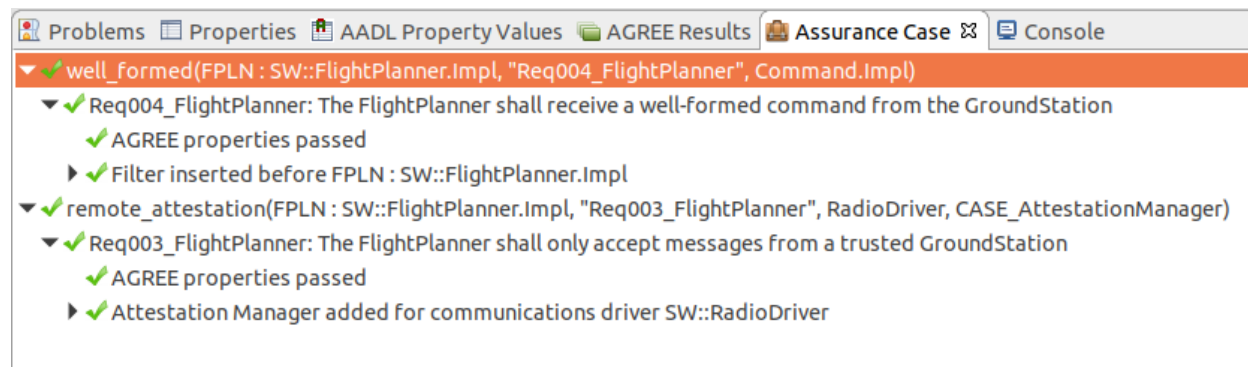 Problems Properties AADL Property Values AGREE Results Assurance Case Console
well_formed(FPLN : SW::FlightPlanner.Impl, "Req004_FlightPlanner", Command.Impl)
Req004_FlightPlanner: The FlightPlanner shall receive a well-formed command from the GroundStation
AGREE properties passed
Filter inserted before FPLN : SW::FlightPlanner.Impl
remote_attestation(FPLN : SW::FlightPlanner.Impl, "Req003_FlightPlanner", RadioDriver, CASE_AttestationManager)
Req003_FlightPlanner: The FlightPlanner shall only accept messages from a trusted GroundStation
AGREE properties passed
Attestation Manager added for communications driver SW::RadioDriver